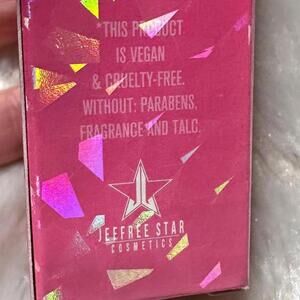 *THIS PRODUCT
IS VEGAN
& CRUELTY-FREE.
WITHOUT: PARABENS,
FRAGRANCE AND TALC.
JEFFREE STAR
COSMETICS